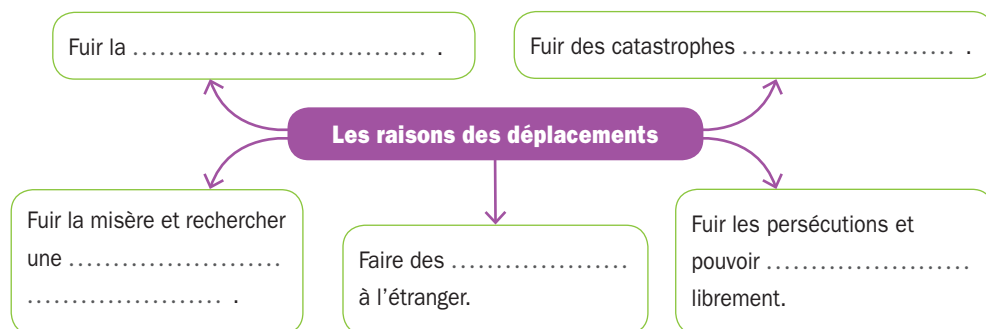 Fuir la .................................. .
Fuir des catastrophes ......................... .
Les raisons des déplacements
Fuir la misère et rechercher
une .........................
....................... .
Faire des .....................
à l'étranger.
Fuir les persécutions et
pouvoir ........................
librement.